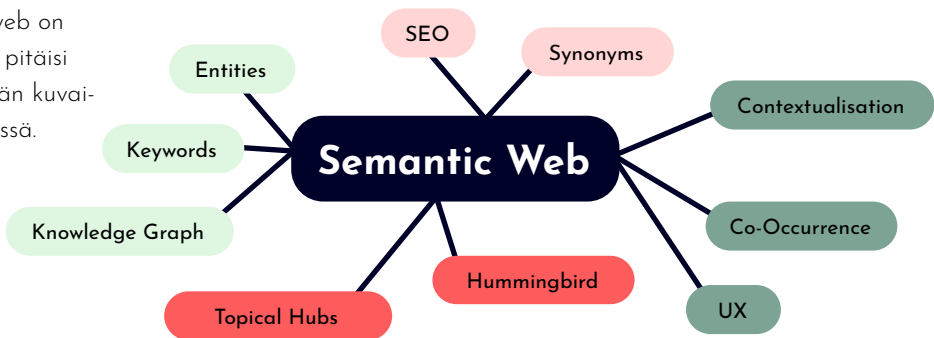 veb on
pitäisi
än kuvai-
ssä.
SEO
Synonyms
Entities
Contextualisation
Keywords
Semantic Web
Knowledge Graph
Co-Occurrence
Hummingbird
Topical Hubs
UX